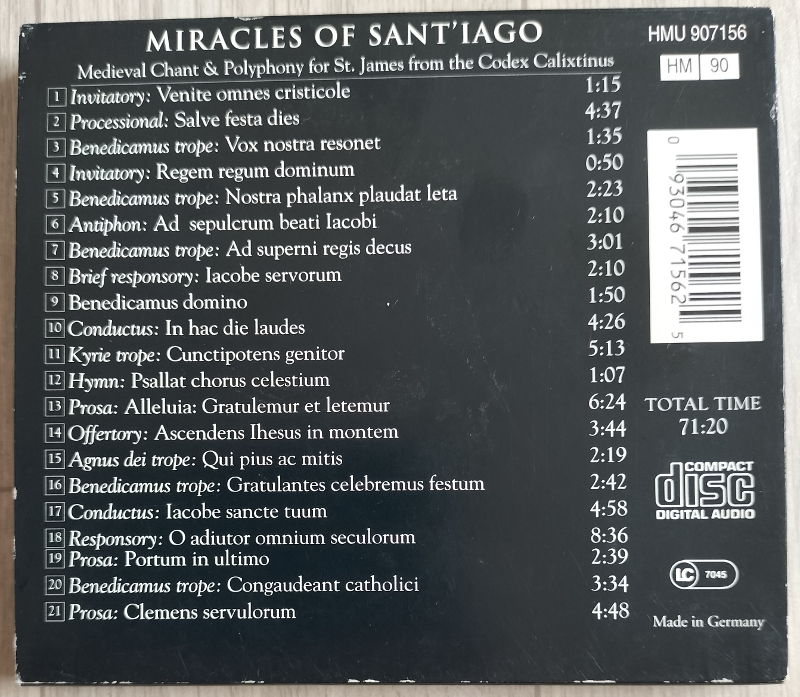 MIRACLES OF SANT'IAGO
Medieval Chant & Polyphony for St. James from the Codex Calixtinus
1 Invitatory: Venite omnes cristicole 1:15
2 Processional: Salve festa dies 4:37
3 Benedicamus trope: Vox nostra resonet 1:35
4 Invitatory: Regem regum dominum 0:50
5 Benedicamus trope: Nostra phalanx plaudat leta 2:23
6 Antiphon: Ad sepulcrum beati Iacobi 2:10
7 Benedicamus trope: Ad superni regis decus 3:01
8 Brief responsory: Iacobe servorum 2:10
9 Benedicamus domino 1:50
10 Conductus: In hac die laudes 4:26
11 Kyrie trope: Cunctipotens genitor 5:13
12 Hymn: Psallat chorus celestium 1:07
13 Prosa: Alleluia: Gratulemur et letemur 6:24
14 Offertory: Ascendens Ihesus in montem 3:44
15 Agnus dei trope: Qui pius ac mitis 2:19
16 Benedicamus trope: Gratulantes celebremus festum 2:42
17 Conductus: Iacobe sancte tuum 4:58
18 Responsory: O adiutor omnium seculorum 8:36
19 Prosa: Portum in ultimo 2:39
20 Benedicamus trope: Congaudeant catholici 3:34
21 Prosa: Clemens servulorum 4:48
HMU 907156
HM 90
0 93046 71562 5
TOTAL TIME
71:20
COMPACT
disc
DIGITAL AUDIO
LC 7045
Made in Germany